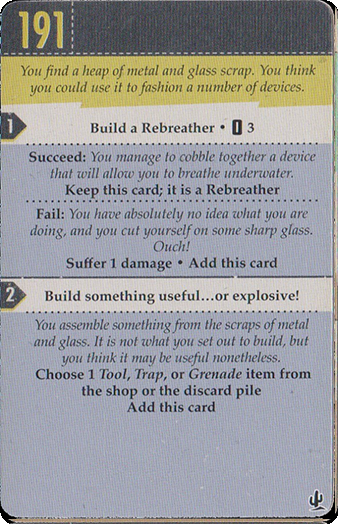 191
You find a heap of metal and glass scrap. You think
you could use it to fashion a number of devices.
1
Build a Rebreather • 3
Succeed: You manage to cobble together a device
that will allow you to breathe underwater.
Keep this card; it is a Rebreather
Fail: You have absolutely no idea what you are
doing, and you cut yourself on some sharp glass.
Ouch!
Suffer 1 damage • Add this card
2
Build something useful...or explosive!
You assemble something from the scraps of metal
and glass. It is not what you set out to build, but
you think it may be useful nonetheless.
Choose 1 Tool, Trap, or Grenade item from
the shop or the discard pile
Add this card